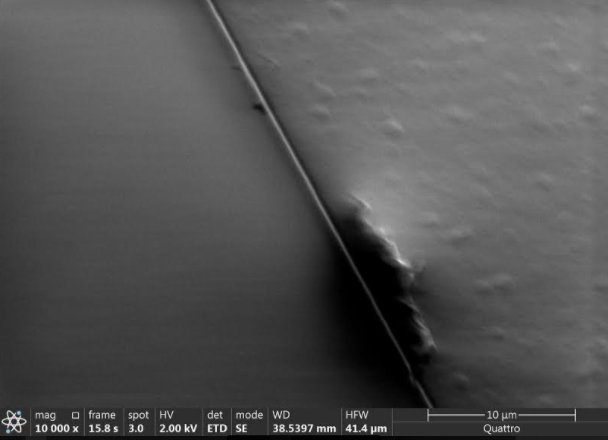 mag □ frame spot HV det mode WD HFW 10 µm
10 000 x 15.8 s 3.0 2.00 kV ETD SE 38.5397 mm 41.4 µm Quattro